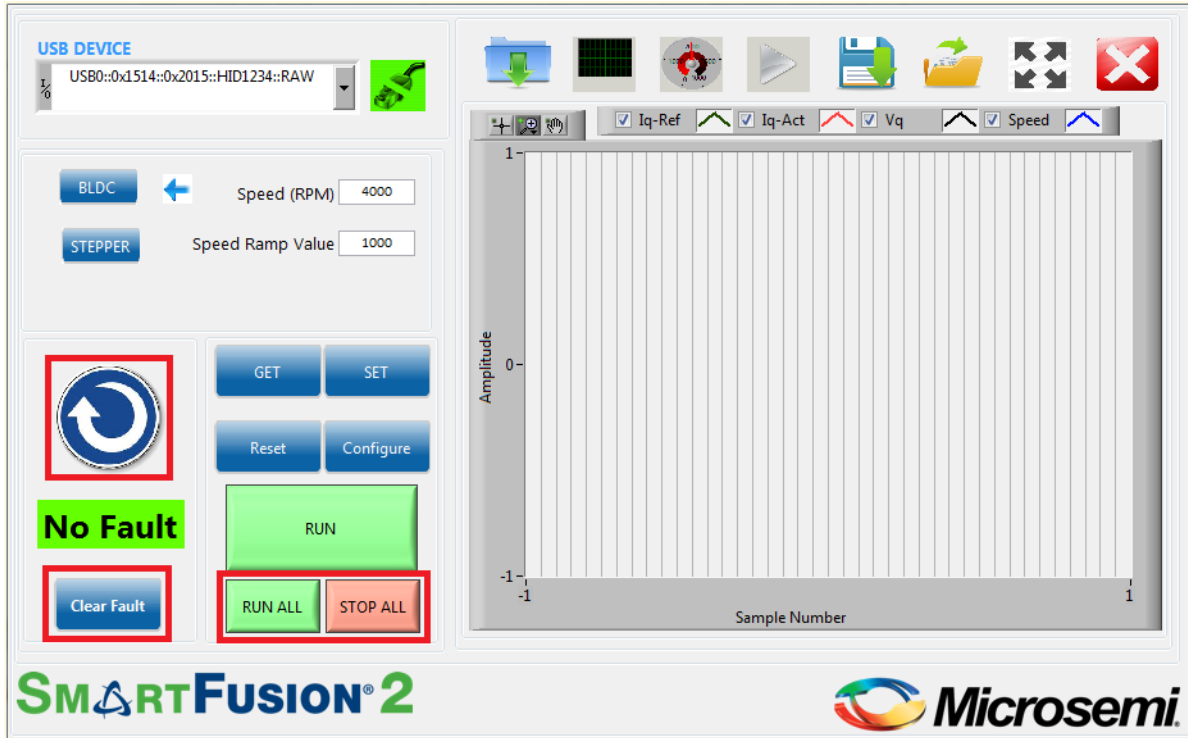 USB DEVICE
I/O
USB0::0x1514::0x2015::HID1234::RAW
BLDC
Speed (RPM) 4000
STEPPER
Speed Ramp Value 1000
GET SET
Reset Configure
No Fault
RUN
Clear Fault
RUN ALL STOP ALL
Iq-Ref Iq-Act Vq Speed
1
0
-1
Amplitude
-1 1
Sample Number
SMARTFUSION® 2
Microsemi.